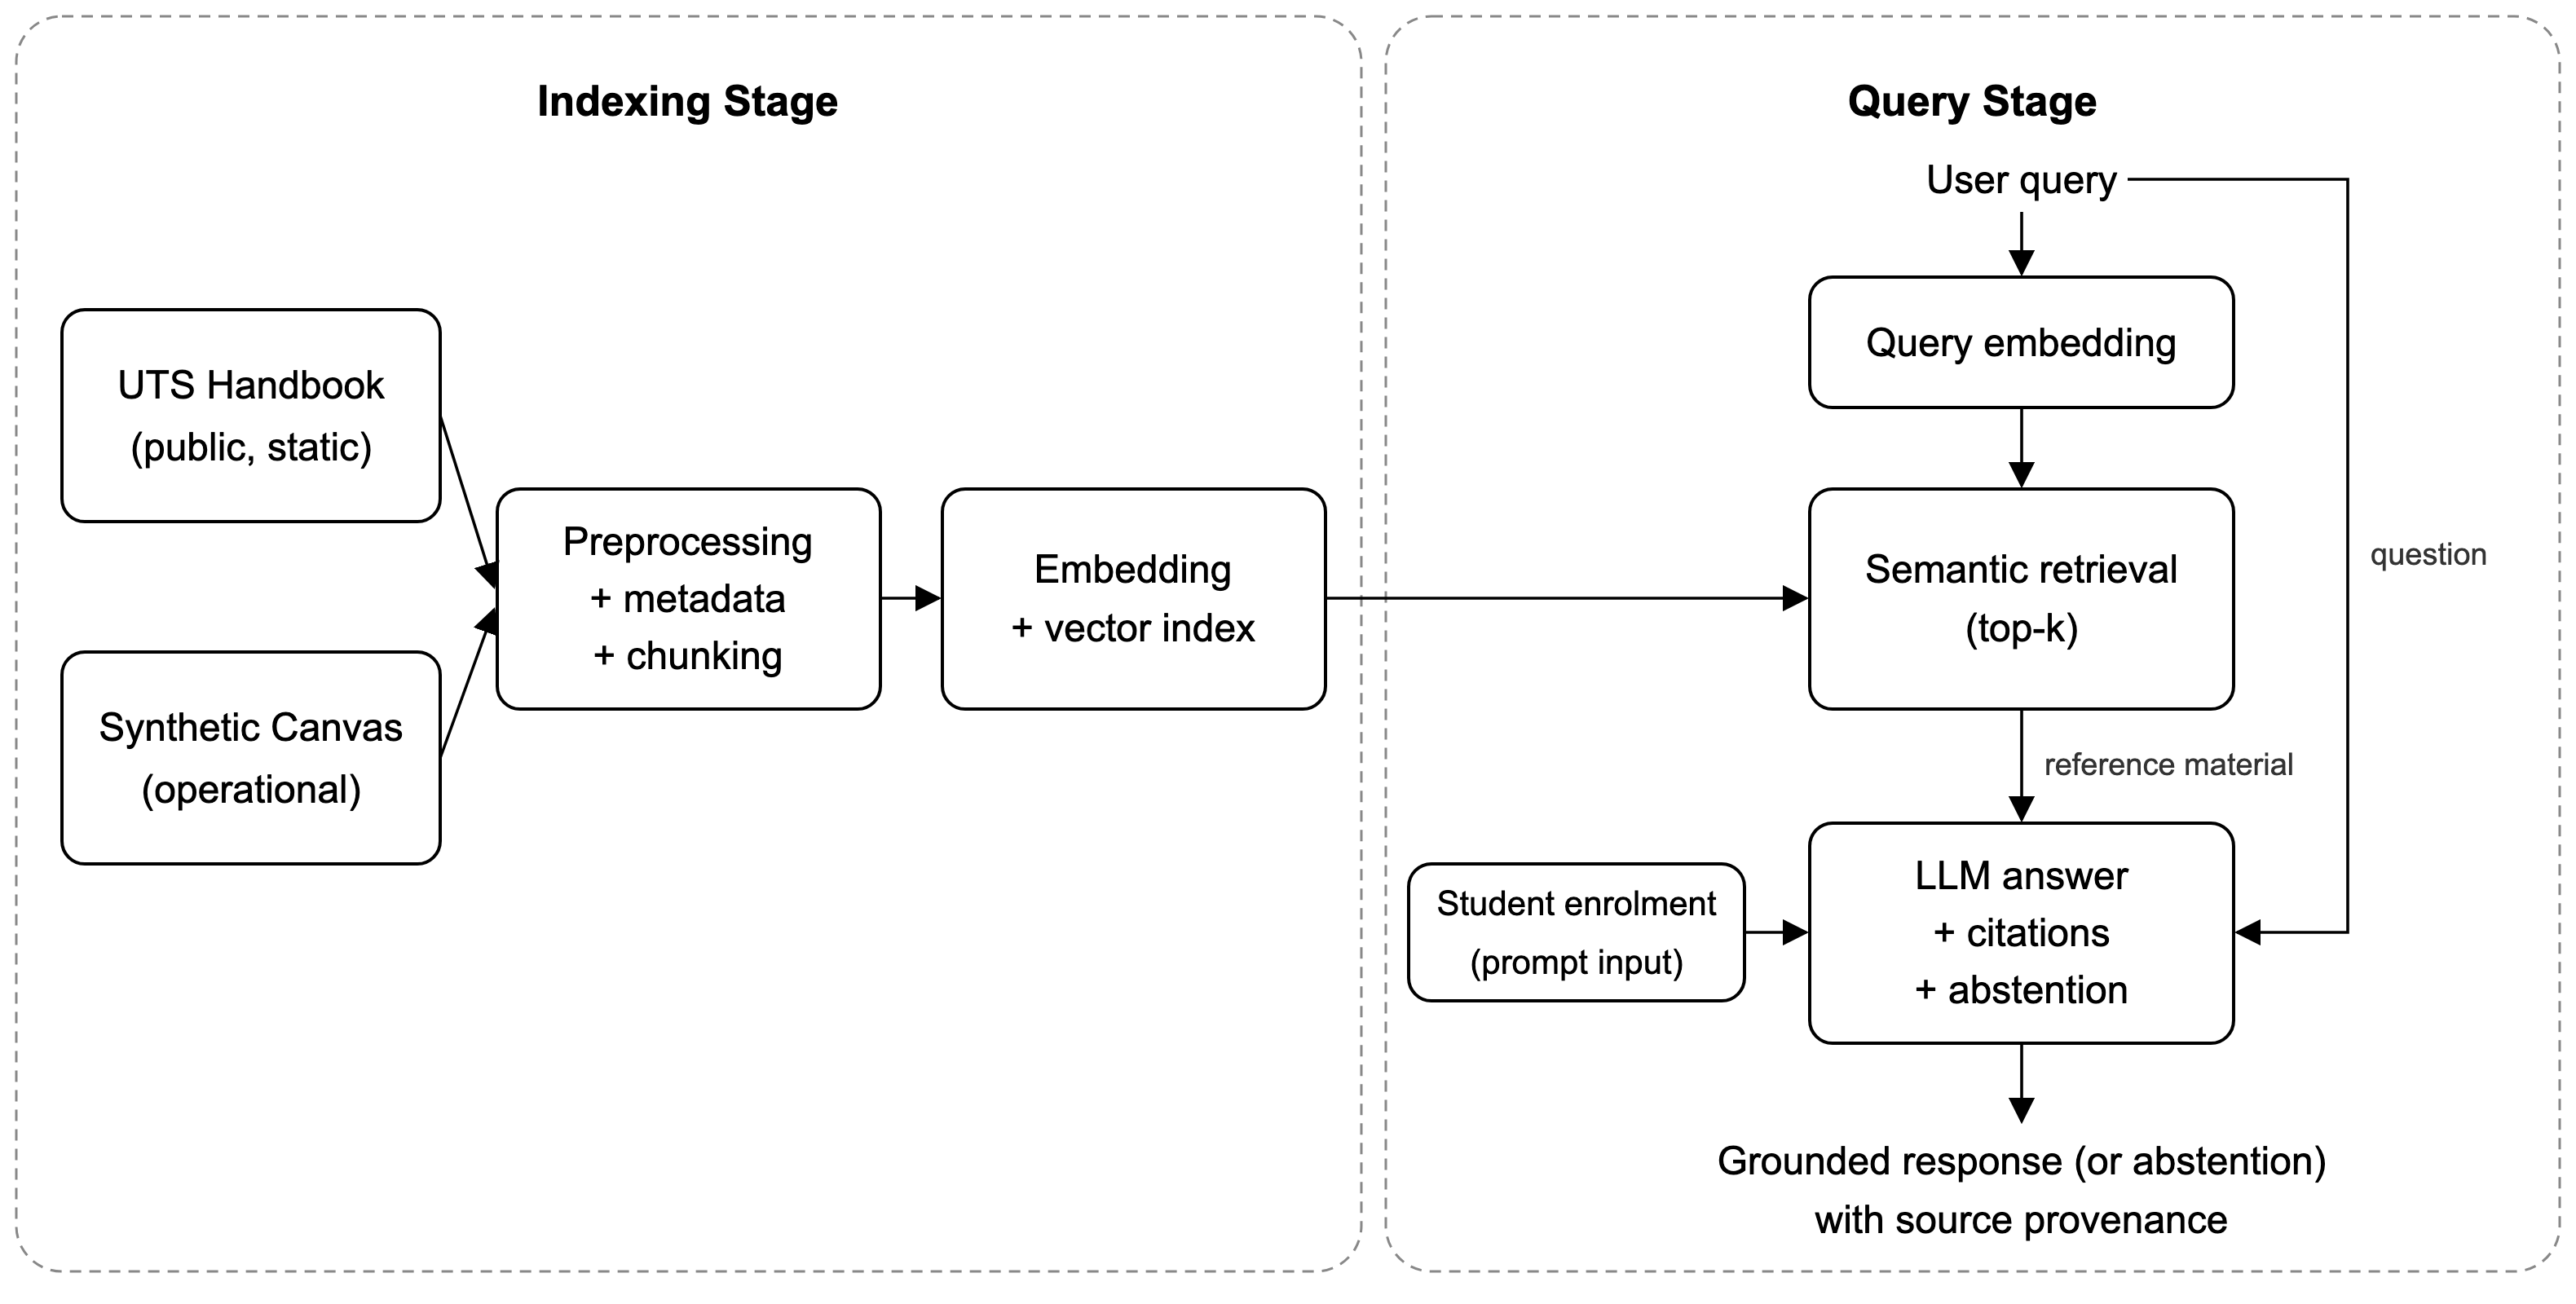 Indexing Stage
UTS Handbook
(public, static)
Synthetic Canvas
(operational)
Preprocessing
+ metadata
+ chunking
Embedding
+ vector index
Query Stage
User query
Query embedding
Semantic retrieval
(top-k)
question
reference material
Student enrolment
(prompt input)
LLM answer
+ citations
+ abstention
Grounded response (or abstention)
with source provenance